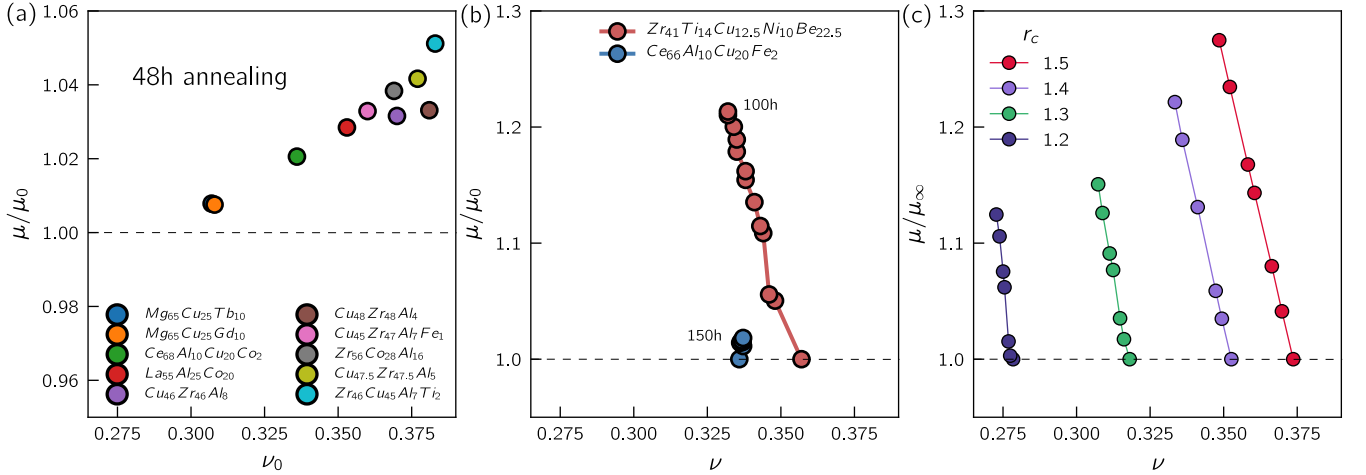 (a)
μ/μ₀
1.06
1.04
1.02
1.00
0.98
0.96
48h annealing
Mg₆₅Cu₂₅Tb₁₀
Mg₆₅Cu₂₅Gd₁₀
Ce₆₈Al₁₀Cu₂₀Co₂
La₅₅Al₂₅Co₂₀
Cu₄₆Zr₄₆Al₈
Cu₄₈Zr₄₈Al₄
Cu₄₅Zr₄₇Al₇Fe₁
Zr₅₆Co₂₈Al₁₆
Cu₄₇.₅Zr₄₇.₅Al₅
Zr₄₆Cu₄₅Al₇Ti₂
0.275 0.300 0.325 0.350 0.375
ν₀
(b)
μ/μ₀
1.3
1.2
1.1
1.0
Zr₄₁Ti₁₄Cu₁₂.₅Ni₁₀Be₂₂.₅
Ce₆₆Al₁₀Cu₂₀Fe₂
100h
150h
0.275 0.300 0.325 0.350 0.375
ν
(c)
μ/μ∞
1.3
1.2
1.1
1.0
r_c
1.5
1.4
1.3
1.2
0.275 0.300 0.325 0.350 0.375
ν